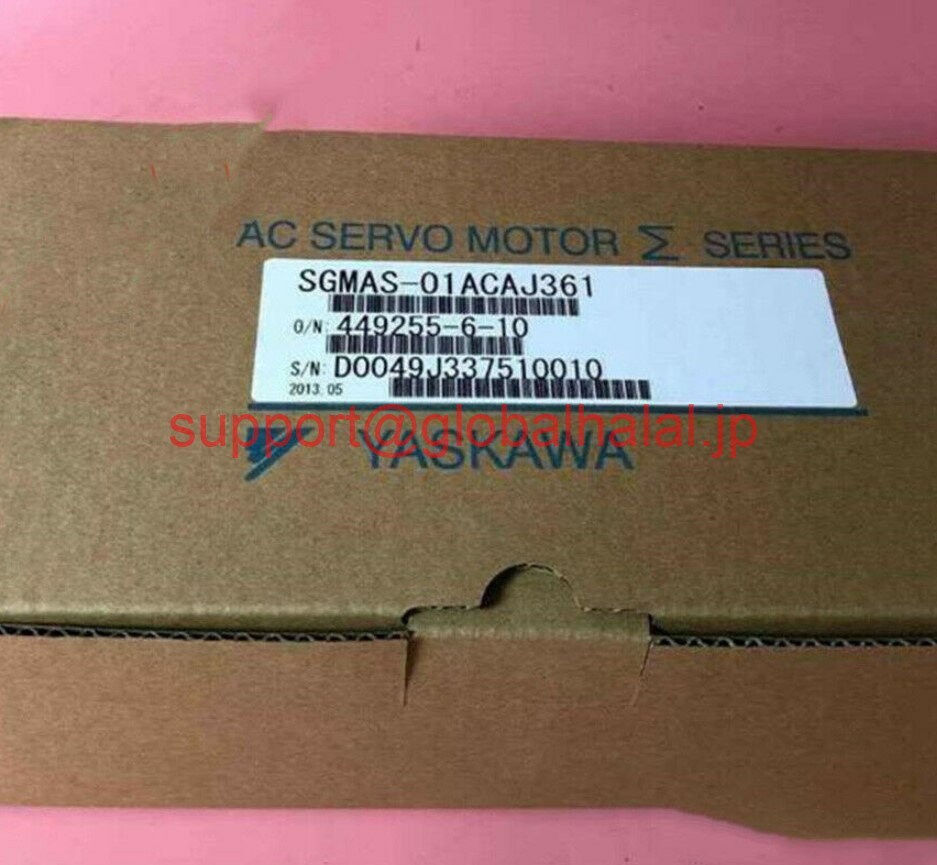 AC SERVO MOTOR Σ SERIES
SGMAS-01ACAJ361
O/N: 449255-6-10
S/N: D0049J337510010
2013.05
support@globalhalal.jp
YASKAWA